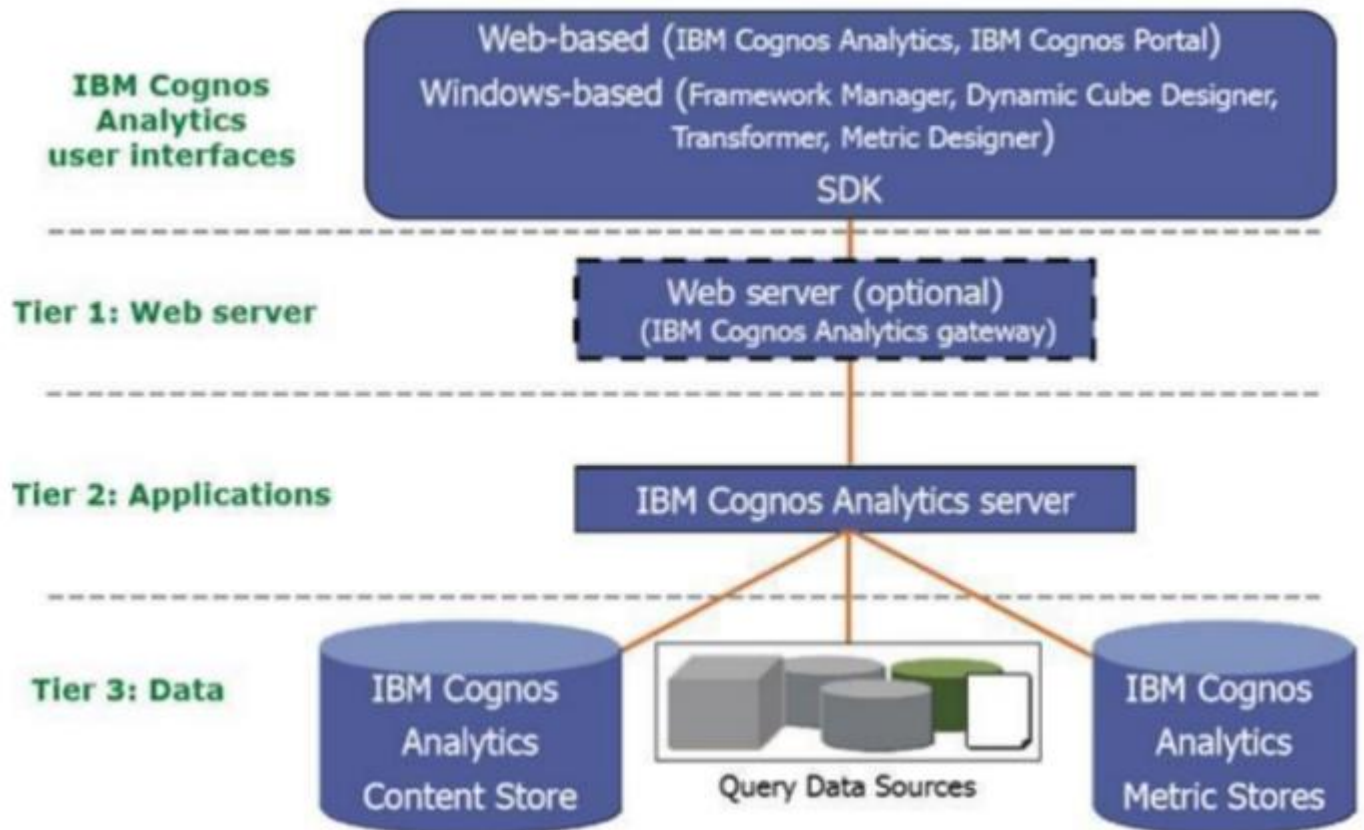 IBM Cognos
Analytics
user interfaces
Web-based (IBM Cognos Analytics, IBM Cognos Portal)
Windows-based (Framework Manager, Dynamic Cube Designer,
Transformer, Metric Designer)
SDK
Tier 1: Web server
Web server (optional)
(IBM Cognos Analytics gateway)
Tier 2: Applications
IBM Cognos Analytics server
Tier 3: Data
IBM Cognos
Analytics
Content Store
Query Data Sources
IBM Cognos
Analytics
Metric Stores